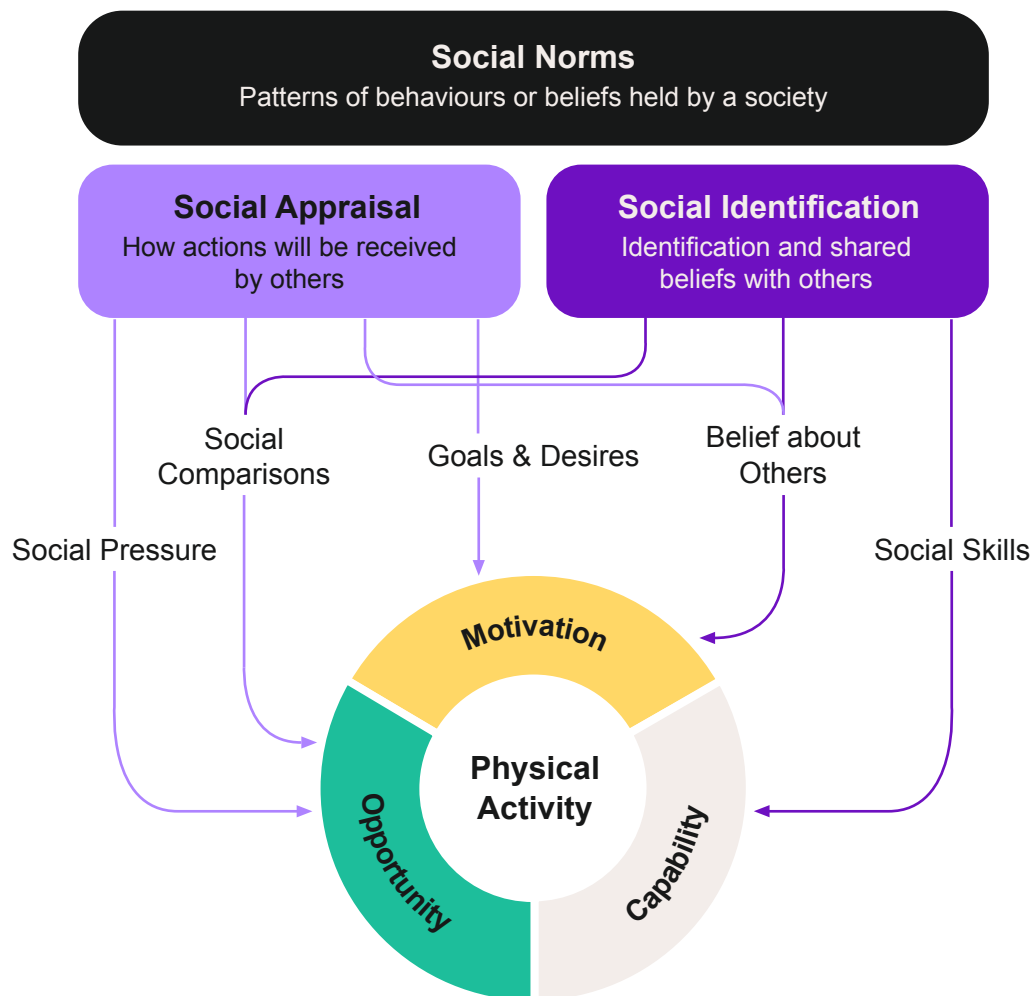 Social Norms
Patterns of behaviours or beliefs held by a society
Social Appraisal
How actions will be received
by others
Social Identification
Identification and shared
beliefs with others
Social
Comparisons
Goals & Desires
Belief about
Others
Social Pressure
Social Skills
Motivation
Physical
Activity
Opportunity
Capability